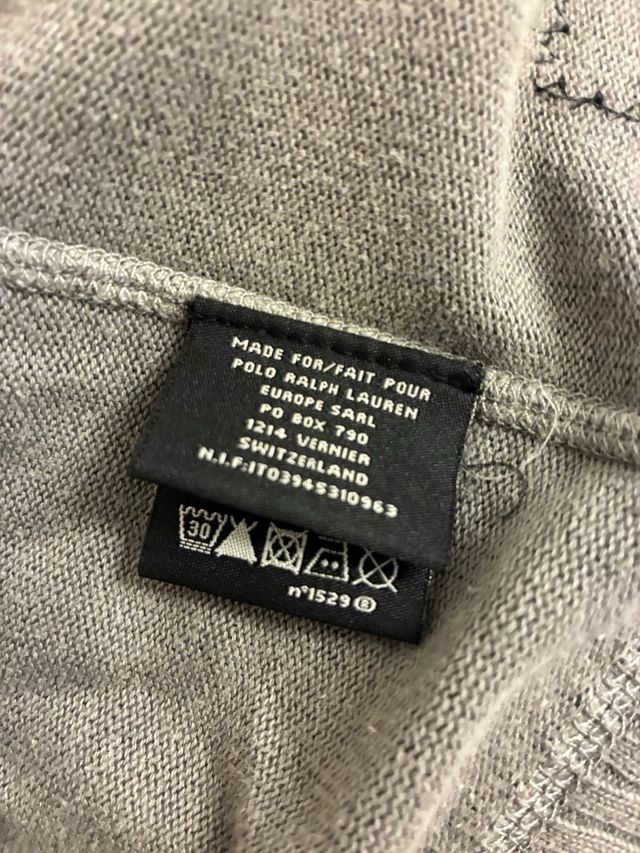 MADE FOR/FAIT POUR
POLO RALPH LAUREN
EUROPE SARL
PO BOX 790
1214 VERNIER
SWITZERLAND
N.I.F:IT03945310963
30
n°1529®